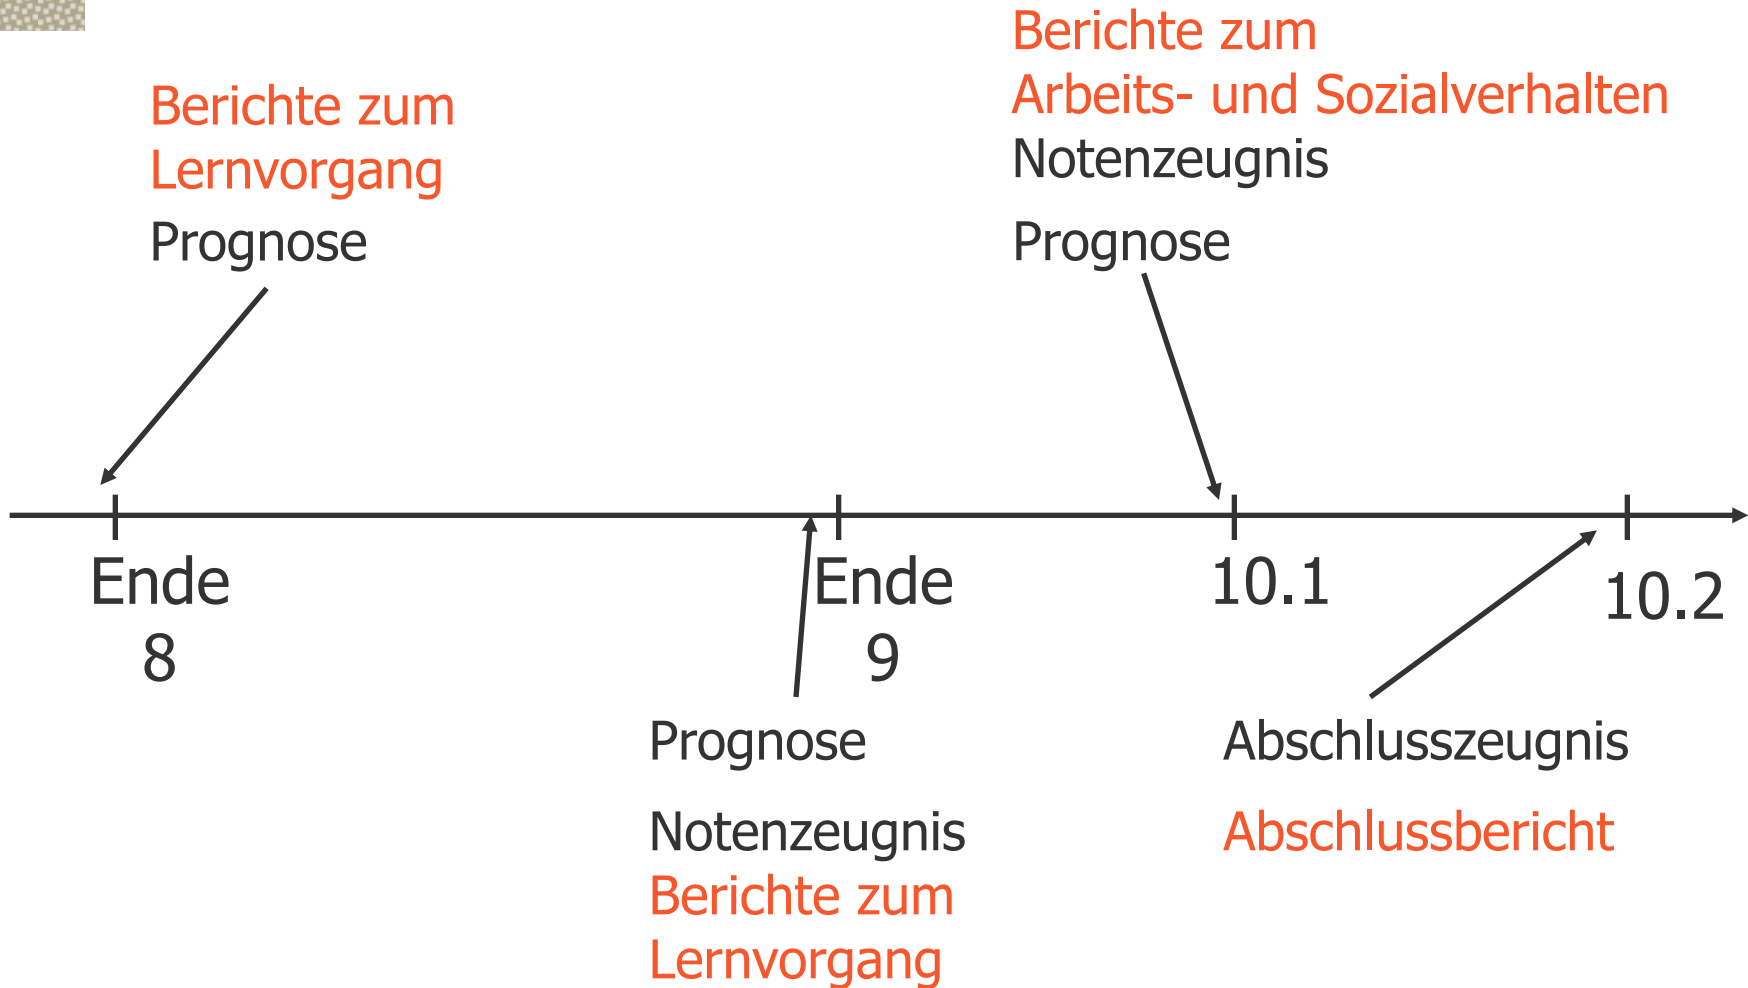 Berichte zum
Lernvorgang
Prognose
Berichte zum
Arbeits- und Sozialverhalten
Notenzeugnis
Prognose
Ende
8
Ende
9
10.1
10.2
Prognose
Notenzeugnis
Berichte zum
Lernvorgang
Abschlusszeugnis
Abschlussbericht